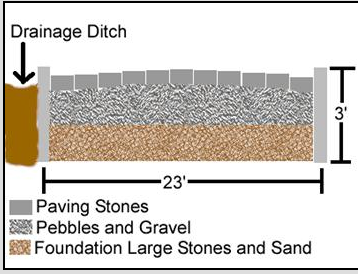 Drainage Ditch
3'
23'
Paving Stones
Pebbles and Gravel
Foundation Large Stones and Sand